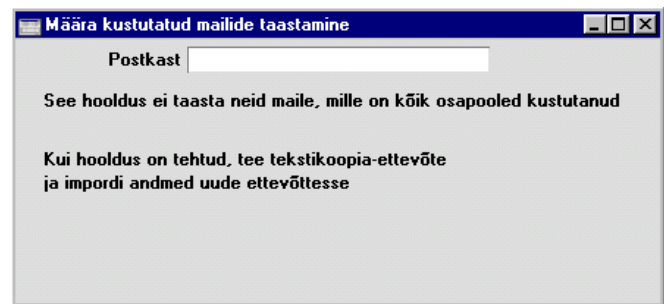 Määra kustutatud mailide taastamine
Postkast
See hooldus ei taasta neid maile, mille on kõik osapooled kustutanud
Kui hooldus on tehtud, tee tekstikoopia-ettevõte
ja impordi andmed uude ettevõttesse